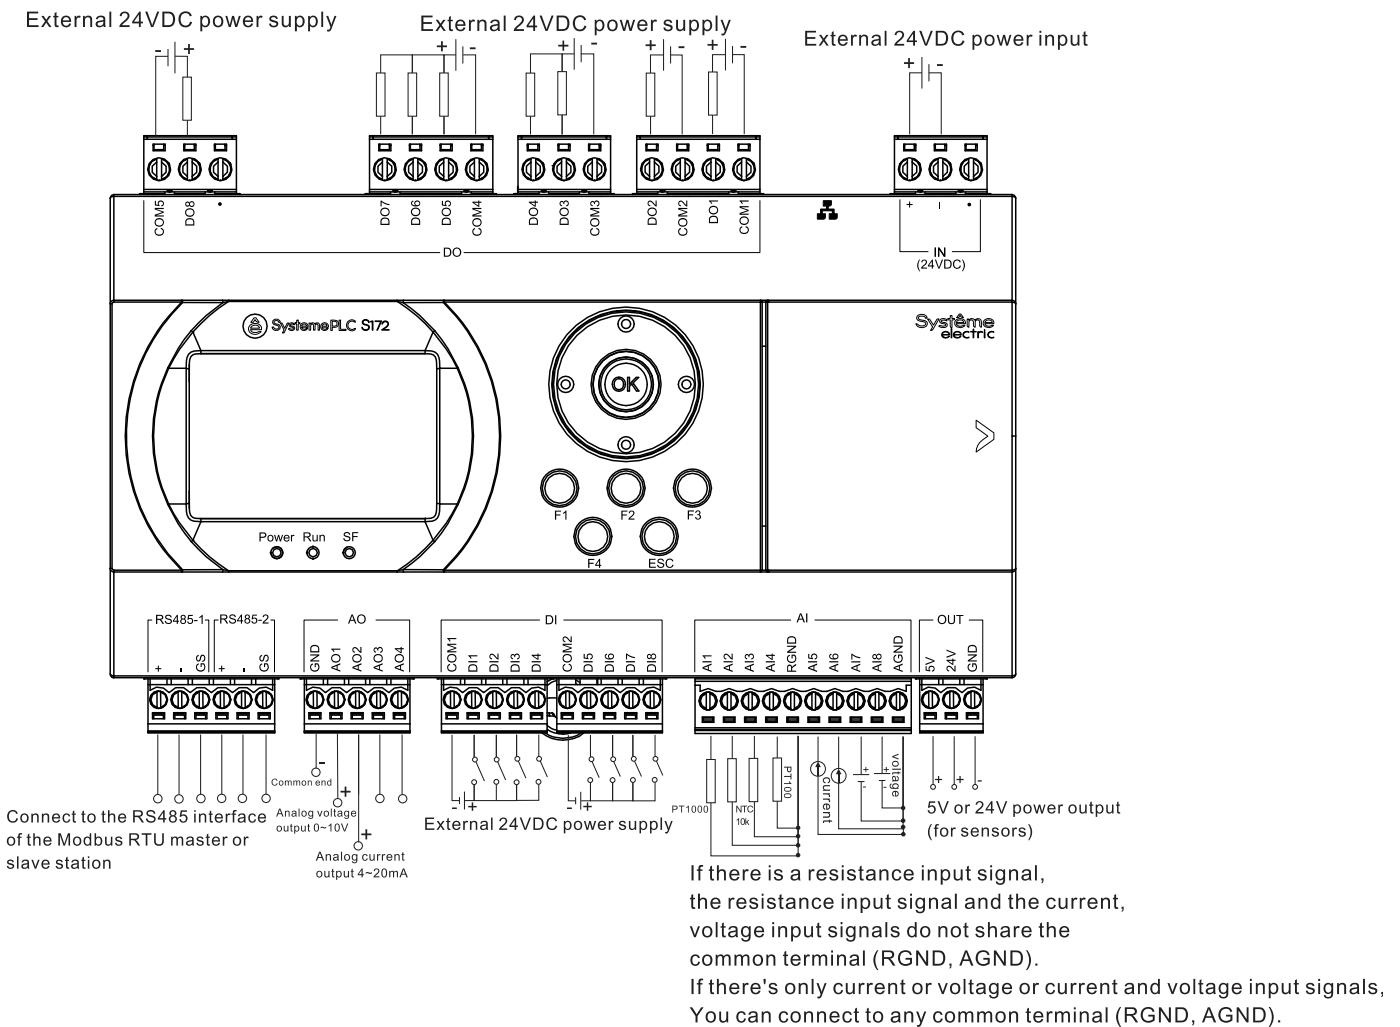 External 24VDC power supply
External 24VDC power supply
External 24VDC power input
- +
+ -
+ -
+ -
+ -
+ -
COM5 DO8 •
DO7 DO6 DO5 COM4
DO4 DO3 COM3
DO2 COM2 DO1 COM1
+ - •
DO
IN
(24VDC)
SystemePLC S172
OK
Système
electric
F1 F2 F3
F4 ESC
Power Run SF
RS485-1 RS485-2 AO DI AI OUT
+ - GS + - GS
GND AO1 AO2 AO3 AO4
COM1 DI1 DI2 DI3 DI4
COM2 DI5 DI6 DI7 DI8
AI1 AI2 AI3 AI4 RGND AI5 AI6 AI7 AI8 AGND
5V 24V GND
-
Common end
+
Analog voltage
output 0~10V
+
Analog current
output 4~20mA
Connect to the RS485 interface
of the Modbus RTU master or
slave station
- +
- +
External 24VDC power supply
PT1000
NTC
10k
PT100
current
+ +
- -
voltage
+ + -
5V or 24V power output
(for sensors)
If there is a resistance input signal,
the resistance input signal and the current,
voltage input signals do not share the
common terminal (RGND, AGND).
If there's only current or voltage or current and voltage input signals,
You can connect to any common terminal (RGND, AGND).